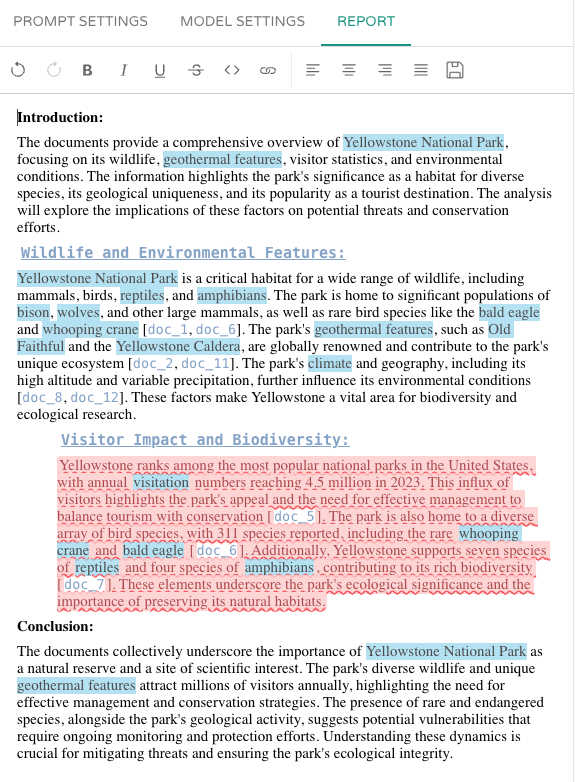 PROMPT SETTINGS MODEL SETTINGS REPORT
B I U S
Introduction:
The documents provide a comprehensive overview of Yellowstone National Park,
focusing on its wildlife, geothermal features, visitor statistics, and environmental
conditions. The information highlights the park's significance as a habitat for diverse
species, its geological uniqueness, and its popularity as a tourist destination. The analysis
will explore the implications of these factors on potential threats and conservation
efforts.
Wildlife and Environmental Features:
Yellowstone National Park is a critical habitat for a wide range of wildlife, including
mammals, birds, reptiles, and amphibians. The park is home to significant populations of
bison, wolves, and other large mammals, as well as rare bird species like the bald eagle
and whooping crane [doc_1, doc_6]. The park's geothermal features, such as Old
Faithful and the Yellowstone Caldera, are globally renowned and contribute to the park's
unique ecosystem [doc_2, doc_11]. The park's climate and geography, including its
high altitude and variable precipitation, further influence its environmental conditions
[doc_8, doc_12]. These factors make Yellowstone a vital area for biodiversity and
ecological research.
Visitor Impact and Biodiversity:
Yellowstone ranks among the most popular national parks in the United States,
with annual visitation numbers reaching 4.5 million in 2023. This influx of
visitors highlights the park's appeal and the need for effective management to
balance tourism with conservation [doc_5]. The park is also home to a diverse
array of bird species, with 311 species reported, including the rare whooping
crane and bald eagle [doc_6]. Additionally, Yellowstone supports seven species
of reptiles and four species of amphibians, contributing to its rich biodiversity
[doc_7]. These elements underscore the park's ecological significance and the
importance of preserving its natural habitats.
Conclusion:
The documents collectively underscore the importance of Yellowstone National Park as
a natural reserve and a site of scientific interest. The park's diverse wildlife and unique
geothermal features attract millions of visitors annually, highlighting the need for
effective management and conservation strategies. The presence of rare and endangered
species, alongside the park's geological activity, suggests potential vulnerabilities that
require ongoing monitoring and protection efforts. Understanding these dynamics is
crucial for mitigating threats and ensuring the park's ecological integrity.